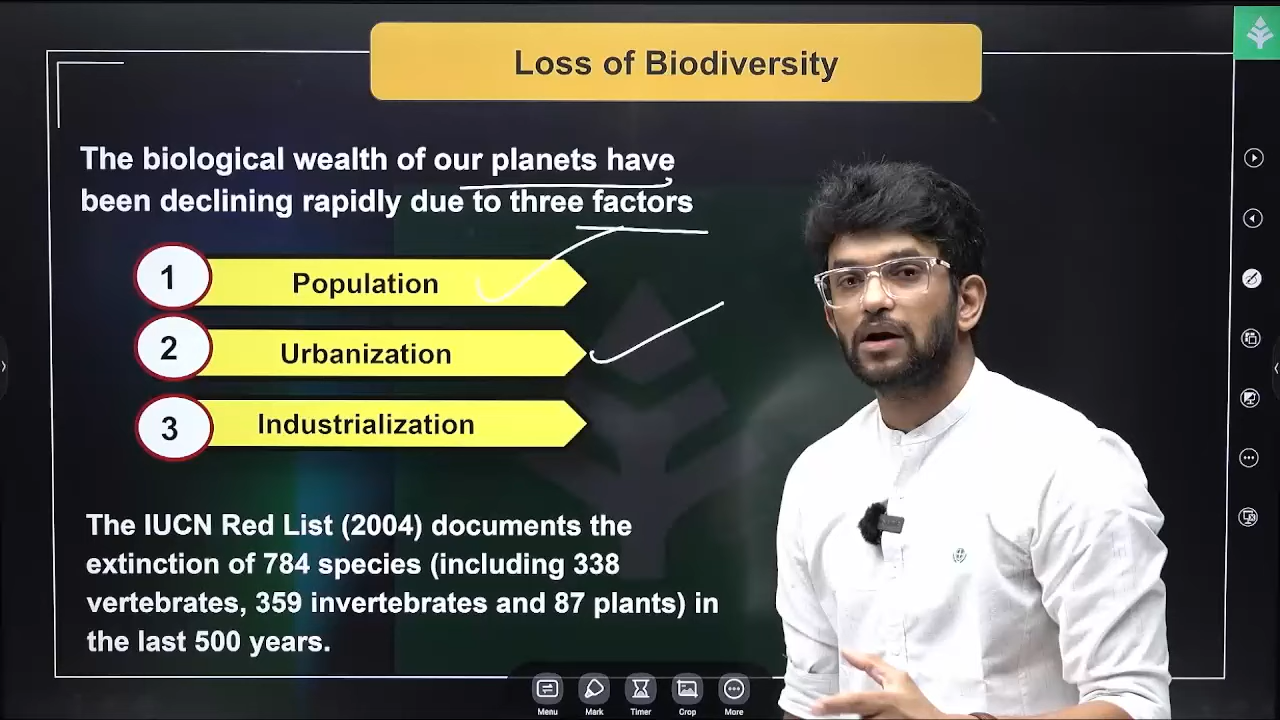 Loss of Biodiversity
The biological wealth of our planets have
been declining rapidly due to three factors
1 Population
2 Urbanization
3 Industrialization
The IUCN Red List (2004) documents the
extinction of 784 species (including 338
vertebrates, 359 invertebrates and 87 plants) in
the last 500 years.
Menu Mark Timer Crop More